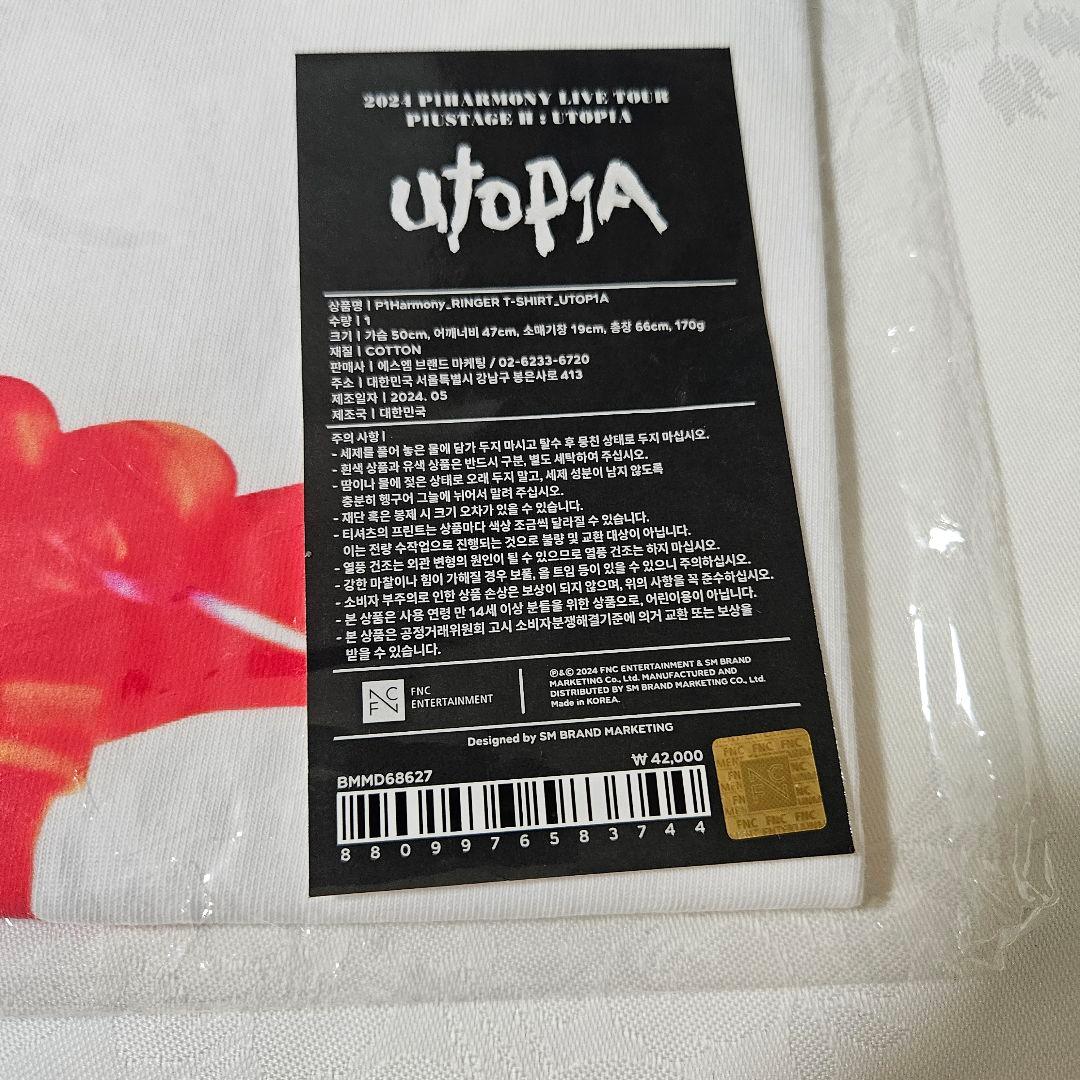 2024 P1HARMONY LIVE TOUR
P1USTAGE H : UTOP1A
UTOP1A
상품명 | P1Harmony_RINGER T-SHIRT_UTOP1A
수량 | 1
크기 | 가슴 50cm, 어깨너비 47cm, 소매기장 19cm, 총장 66cm, 170g
재질 | COTTON
판매사 | 에스엠 브랜드 마케팅 / 02-6233-6720
주소 | 대한민국 서울특별시 강남구 봉은사로 413
제조일자 | 2024. 05
제조국 | 대한민국
주의 사항 |
- 세제를 풀어 놓은 물에 담가 두지 마시고 탈수 후 뭉친 상태로 두지 마십시오.
- 흰색 상품과 유색 상품은 반드시 구분, 별도 세탁하여 주십시오.
- 땀이나 물에 젖은 상태로 오래 두지 말고, 세제 성분이 남지 않도록
충분히 헹구어 그늘에 뉘어서 말려 주십시오.
- 재단 혹은 봉제 시 크기 오차가 있을 수 있습니다.
- 티셔츠의 프린트는 상품마다 색상 조금씩 달라질 수 있습니다.
이는 전량 수작업으로 진행되는 것으로 불량 및 교환 대상이 아닙니다.
- 열풍 건조는 외관 변형의 원인이 될 수 있으므로 열풍 건조는 하지 마십시오.
- 강한 마찰이나 힘이 가해질 경우 보풀, 올 트임 등이 있을 수 있으니 주의하십시오.
- 소비자 부주의로 인한 상품 손상은 보상이 되지 않으며, 위의 사항을 꼭 준수하십시오.
- 본 상품은 사용 연령 만 14세 이상 분들을 위한 상품으로, 어린이용이 아닙니다.
- 본 상품은 공정거래위원회 고시 소비자분쟁해결기준에 의거 교환 또는 보상을
받을 수 있습니다.
FNC
ENTERTAINMENT
℗&© 2024 FNC ENTERTAINMENT & SM BRAND
MARKETING Co., Ltd. MANUFACTURED AND
DISTRIBUTED BY SM BRAND MARKETING CO., Ltd.
Made in KOREA.
Designed by SM BRAND MARKETING
₩ 42,000
BMMD68627
8809976583744
FNC FNC FNC
FNC FNC FNC